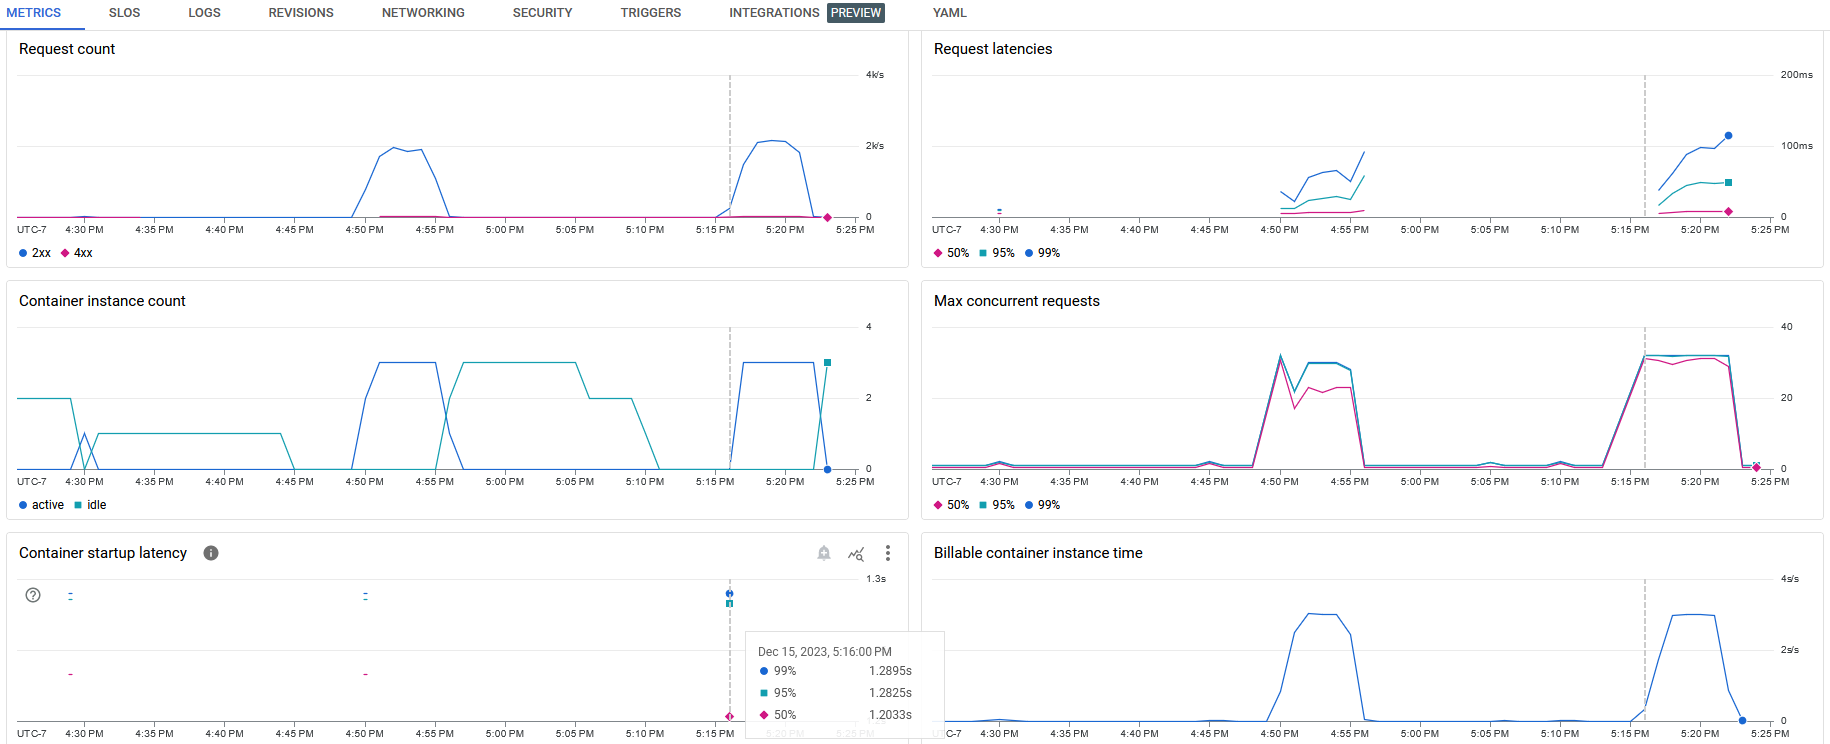 METRICS SLOS LOGS REVISIONS NETWORKING SECURITY TRIGGERS INTEGRATIONS PREVIEW YAML
Request count
4k/s
2k/s
0
UTC-7 4:30 PM 4:35 PM 4:40 PM 4:45 PM 4:50 PM 4:55 PM 5:00 PM 5:05 PM 5:10 PM 5:15 PM 5:20 PM 5:25 PM
2xx 4xx
Request latencies
200ms
100ms
0
UTC-7 4:30 PM 4:35 PM 4:40 PM 4:45 PM 4:50 PM 4:55 PM 5:00 PM 5:05 PM 5:10 PM 5:15 PM 5:20 PM 5:25 PM
50% 95% 99%
Container instance count
4
2
0
UTC-7 4:30 PM 4:35 PM 4:40 PM 4:45 PM 4:50 PM 4:55 PM 5:00 PM 5:05 PM 5:10 PM 5:15 PM 5:20 PM 5:25 PM
active idle
Max concurrent requests
40
20
0
UTC-7 4:30 PM 4:35 PM 4:40 PM 4:45 PM 4:50 PM 4:55 PM 5:00 PM 5:05 PM 5:10 PM 5:15 PM 5:20 PM 5:25 PM
50% 95% 99%
Container startup latency
1.3s
Dec 15, 2023, 5:16:00 PM
99% 1.2895s
95% 1.2825s
50% 1.2033s
UTC-7 4:30 PM 4:35 PM 4:40 PM 4:45 PM 4:50 PM 4:55 PM 5:00 PM 5:05 PM 5:10 PM 5:15 PM 5:20 PM 5:25 PM
Billable container instance time
4s/s
2s/s
0
C-7 4:30 PM 4:35 PM 4:40 PM 4:45 PM 4:50 PM 4:55 PM 5:00 PM 5:05 PM 5:10 PM 5:15 PM 5:20 PM 5:25 PM